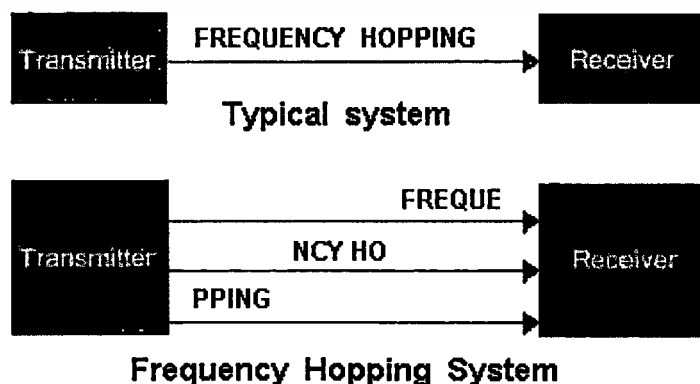 FREQUENCY HOPPING
Transmitter
Receiver
Typical system
FREQUE
Transmitter
NCY HO
Receiver
PPING
Frequency Hopping System